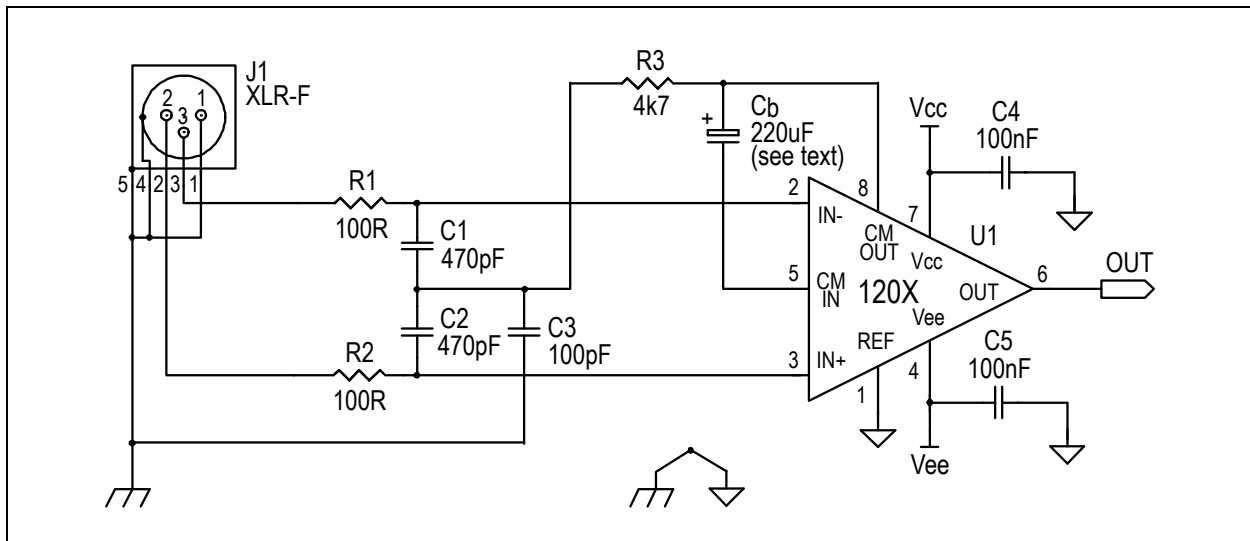 J1
XLR-F
2 1
3
5 4 2 3 1
R1
100R
C1
470pF
C2
470pF
C3
100pF
R2
100R
R3
4k7
+
Cb
220uF
(see text)
Vcc
C4
100nF
2
IN-
8
CM
OUT
7
Vcc
U1
5
CM
IN
120X
OUT
6
OUT
Vee
REF
3
IN+
1
4
C5
100nF
Vee